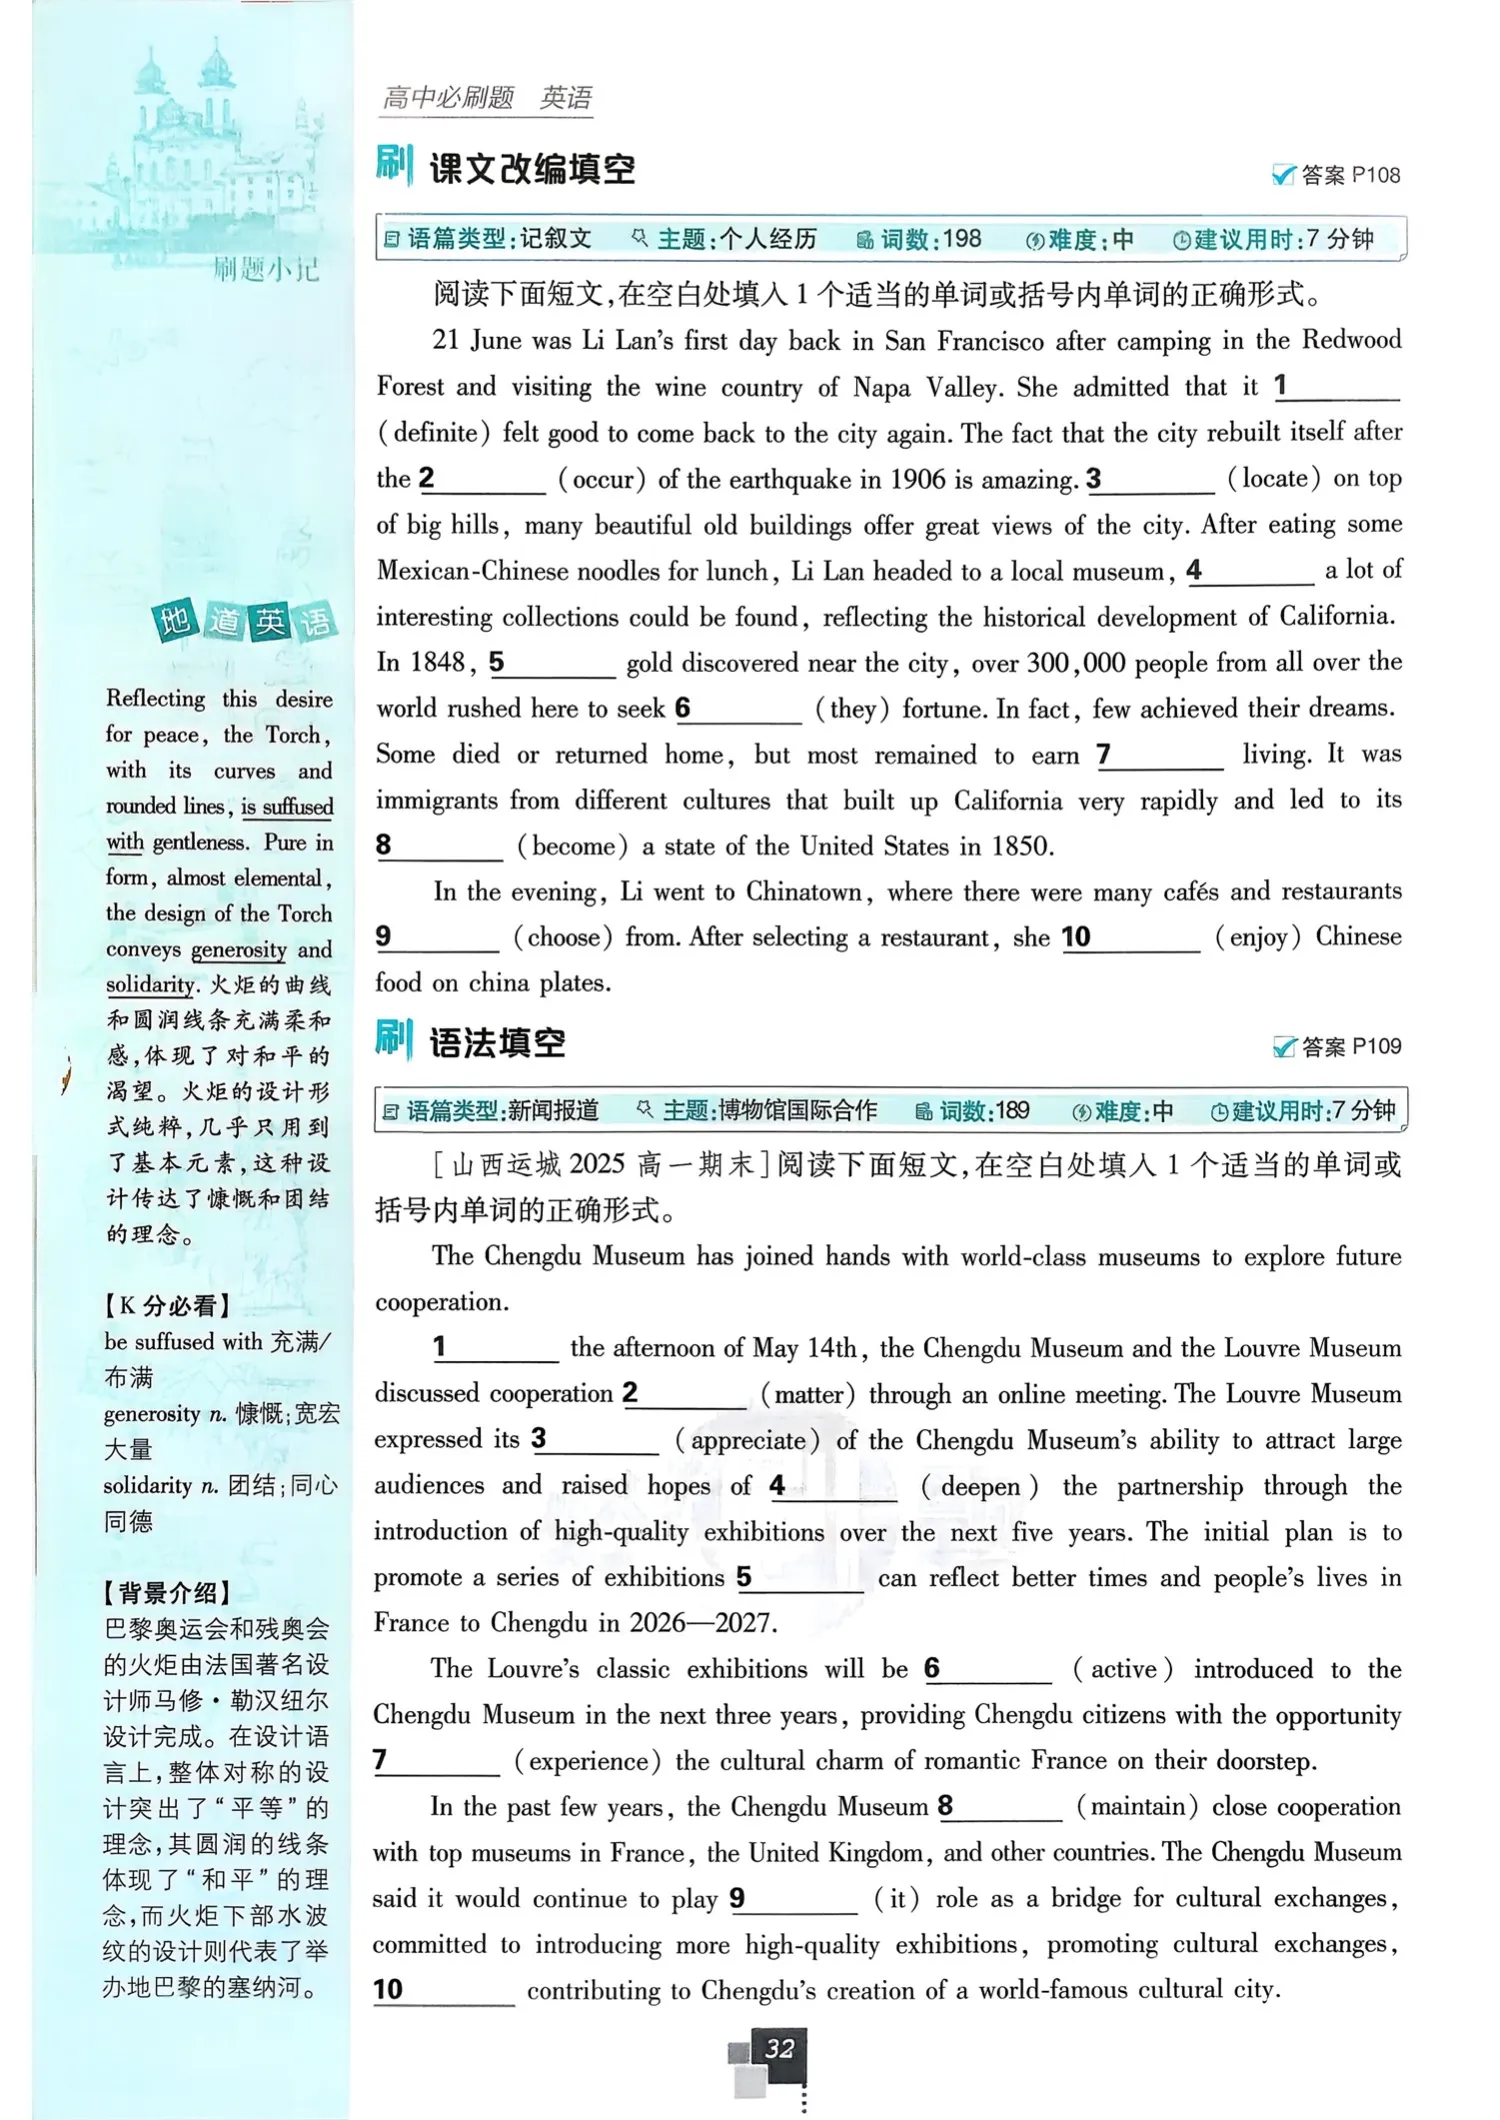 高中必刷题 英语
刷 课文改编填空
答案 P108
语篇类型:记叙文 主题:个人经历 词数:198 难度:中 建议用时:7 分钟
阅读下面短文,在空白处填入 1 个适当的单词或括号内单词的正确形式。
21 June was Li Lan's first day back in San Francisco after camping in the Redwood
Forest and visiting the wine country of Napa Valley. She admitted that it 1________
(definite) felt good to come back to the city again. The fact that the city rebuilt itself after
the 2________ (occur) of the earthquake in 1906 is amazing. 3________ (locate) on top
of big hills, many beautiful old buildings offer great views of the city. After eating some
Mexican-Chinese noodles for lunch, Li Lan headed to a local museum, 4________ a lot of
interesting collections could be found, reflecting the historical development of California.
In 1848, 5________ gold discovered near the city, over 300,000 people from all over the
world rushed here to seek 6________ (they) fortune. In fact, few achieved their dreams.
Some died or returned home, but most remained to earn 7________ living. It was
immigrants from different cultures that built up California very rapidly and led to its
8________ (become) a state of the United States in 1850.
In the evening, Li went to Chinatown, where there were many cafés and restaurants
9________ (choose) from. After selecting a restaurant, she 10________ (enjoy) Chinese
food on china plates.
刷 语法填空
答案 P109
语篇类型:新闻报道 主题:博物馆国际合作 词数:189 难度:中 建议用时:7 分钟
[山西运城 2025 高一期末]阅读下面短文,在空白处填入 1 个适当的单词或
括号内单词的正确形式。
The Chengdu Museum has joined hands with world-class museums to explore future
cooperation.
1________ the afternoon of May 14th, the Chengdu Museum and the Louvre Museum
discussed cooperation 2________ (matter) through an online meeting. The Louvre Museum
expressed its 3________ (appreciate) of the Chengdu Museum's ability to attract large
audiences and raised hopes of 4________ (deepen) the partnership through the
introduction of high-quality exhibitions over the next five years. The initial plan is to
promote a series of exhibitions 5________ can reflect better times and people's lives in
France to Chengdu in 2026—2027.
The Louvre's classic exhibitions will be 6________ (active) introduced to the
Chengdu Museum in the next three years, providing Chengdu citizens with the opportunity
7________ (experience) the cultural charm of romantic France on their doorstep.
In the past few years, the Chengdu Museum 8________ (maintain) close cooperation
with top museums in France, the United Kingdom, and other countries. The Chengdu Museum
said it would continue to play 9________ (it) role as a bridge for cultural exchanges,
committed to introducing more high-quality exhibitions, promoting cultural exchanges,
10________ contributing to Chengdu's creation of a world-famous cultural city.
刷题小记
地道英语
Reflecting this desire
for peace, the Torch,
with its curves and
rounded lines, is suffused
with gentleness. Pure in
form, almost elemental,
the design of the Torch
conveys generosity and
solidarity. 火炬的曲线
和圆润线条充满柔和
感,体现了对和平的
渴望。火炬的设计形
式纯粹,几乎只用到
了基本元素,这种设
计传达了慷慨和团结
的理念。
【K 分必看】
be suffused with 充满/
布满
generosity n. 慷慨;宽宏
大量
solidarity n. 团结;同心
同德
【背景介绍】
巴黎奥运会和残奥会
的火炬由法国著名设
计师马修·勒汉纽尔
设计完成。在设计语
言上,整体对称的设
计突出了“平等”的
理念,其圆润的线条
体现了“和平”的理
念,而火炬下部水波
纹的设计则代表了举
办地巴黎的塞纳河。
32